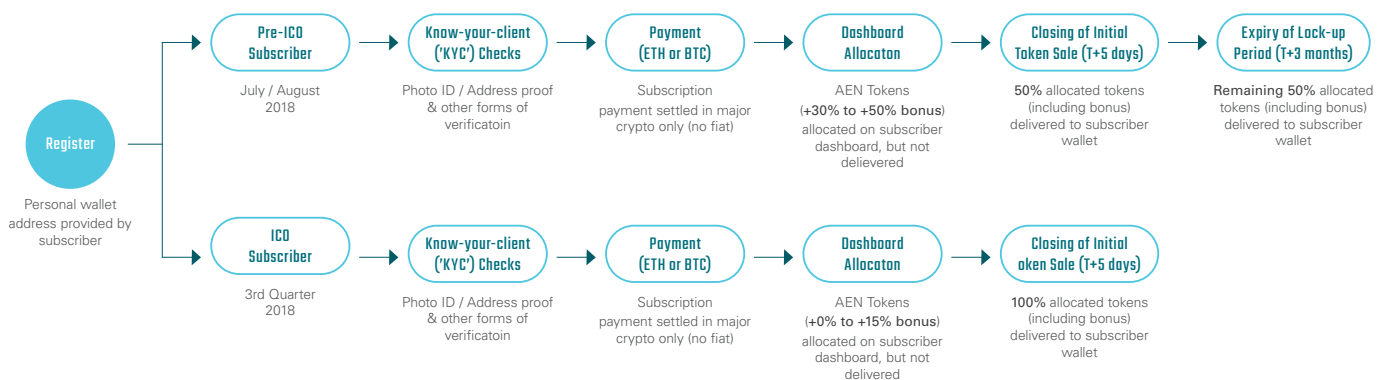 Register
Personal wallet
address provided by
subscriber
Pre-ICO
Subscriber
July / August
2018
Know-your-client
('KYC') Checks
Photo ID / Address proof
& other forms of
verificatoin
Payment
(ETH or BTC)
Subscription
payment settled in major
crypto only (no fiat)
Dashboard
Allocaton
AEN Tokens
(+30% to +50% bonus)
allocated on subscriber
dashboard, but not
delievered
Closing of Initial
Token Sale (T+5 days)
50% allocated tokens
(including bonus)
delivered to subscriber
wallet
Expiry of Lock-up
Period (T+3 months)
Remaining 50% allocated
tokens (including bonus)
delivered to subscriber
wallet
ICO
Subscriber
3rd Quarter
2018
Know-your-client
('KYC') Checks
Photo ID / Address proof
& other forms of
verificatoin
Payment
(ETH or BTC)
Subscription
payment settled in major
crypto only (no fiat)
Dashboard
Allocaton
AEN Tokens
(+0% to +15% bonus)
allocated on subscriber
dashboard, but not
delivered
Closing of Initial
oken Sale (T+5 days)
100% allocated tokens
(including bonus)
delivered to subscriber
wallet